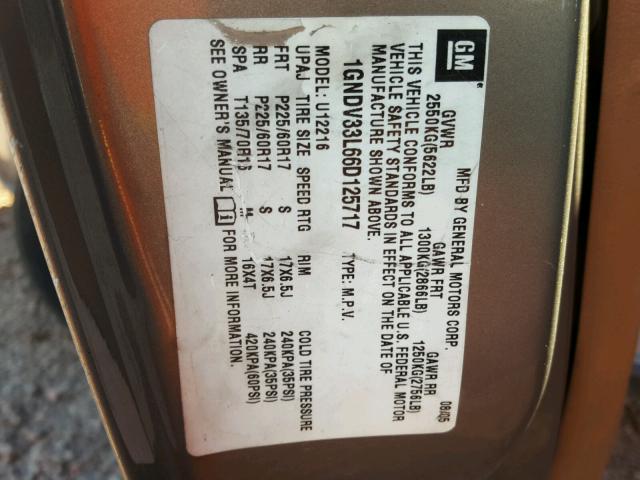 GM
MFD BY GENERAL MOTORS CORP. 08/05
GVWR GAWR FRT GAWR RR
2550KG(5622LB) 1300KG(2866LB) 1250KG(2756LB)
THIS VEHICLE CONFORMS TO ALL APPLICABLE U.S. FEDERAL MOTOR
VEHICLE SAFETY STANDARDS IN EFFECT ON THE DATE OF
MANUFACTURE SHOWN ABOVE.
1GNDV33L66D125717 TYPE: M.P.V.
MODEL: U12216
UPAJ TIRE SIZE SPEED RTG RIM COLD TIRE PRESSURE
FRT P225/60R17 S 17X6.5J 240KPA(35PSI)
RR P225/60R17 S 17X6.5J 240KPA(35PSI)
SPA T135/70R16 M 16X4T 420KPA(60PSI)
SEE OWNER'S MANUAL FOR MORE INFORMATION.